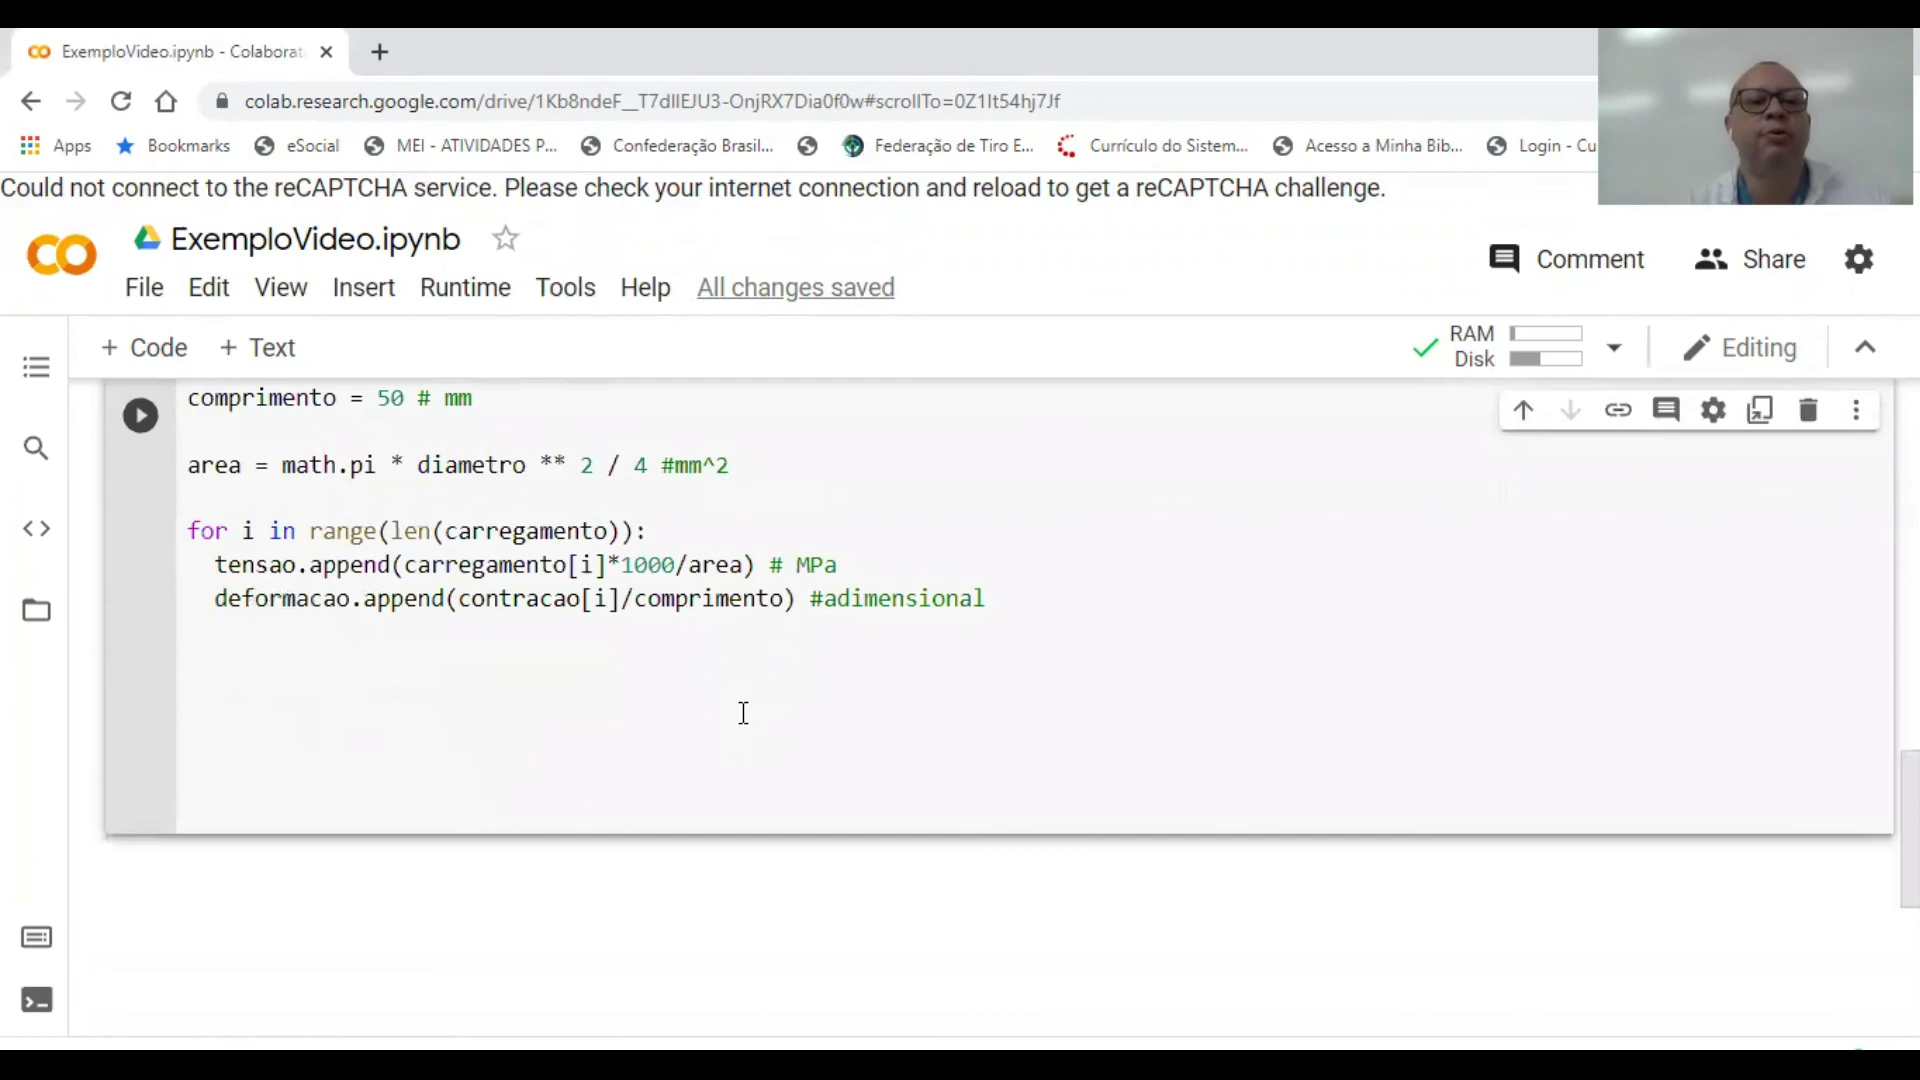 ExemploVideo.ipynb - Colaborat
colab.research.google.com/drive/1Kb8ndeF__T7dIlEJU3-OnjRX7Dia0f0w#scrollTo=0Z1It54hj7Jf
Apps Bookmarks eSocial MEI - ATIVIDADES P... Confederação Brasil... Federação de Tiro E... Currículo do Sistem... Acesso a Minha Bib... Login - Cu
Could not connect to the reCAPTCHA service. Please check your internet connection and reload to get a reCAPTCHA challenge.
ExemploVideo.ipynb
Comment Share
File Edit View Insert Runtime Tools Help All changes saved
+ Code + Text
RAM
Disk
Editing
comprimento = 50 # mm
area = math.pi * diametro ** 2 / 4 #mm^2
for i in range(len(carregamento)):
  tensao.append(carregamento[i]*1000/area) # MPa
  deformacao.append(contracao[i]/comprimento) #adimensional